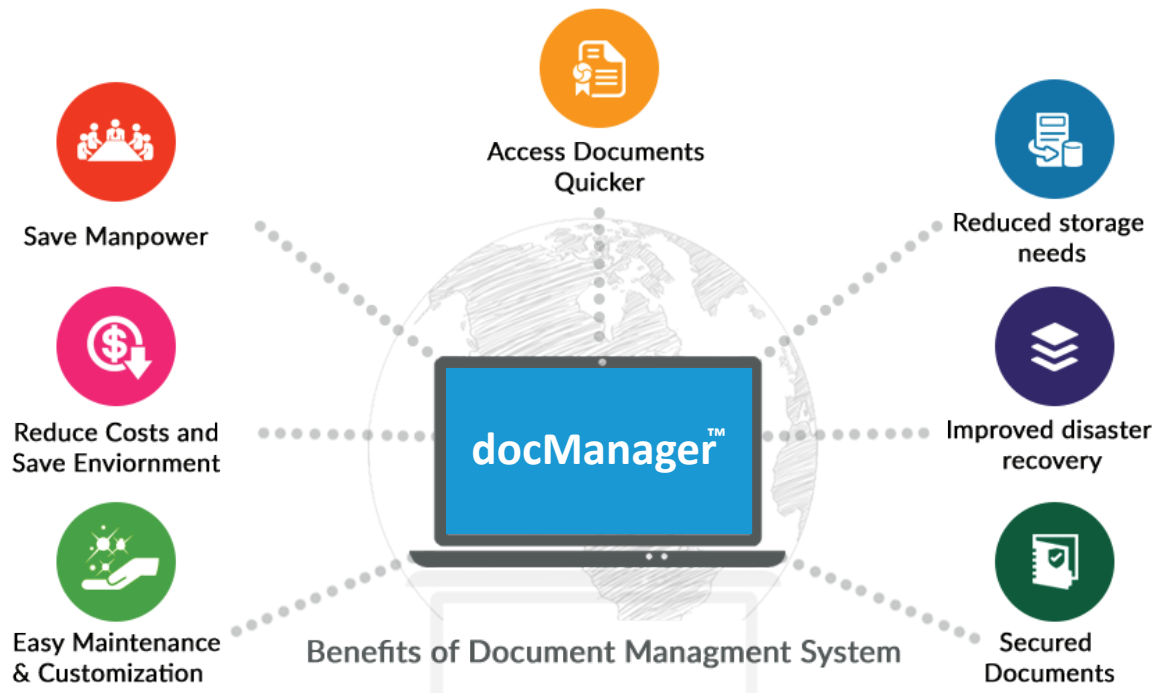 Access Documents
Quicker
Save Manpower
Reduced storage
needs
Reduce Costs and
Save Enviornment
docManager™
Improved disaster
recovery
Easy Maintenance
& Customization
Benefits of Document Managment System
Secured
Documents